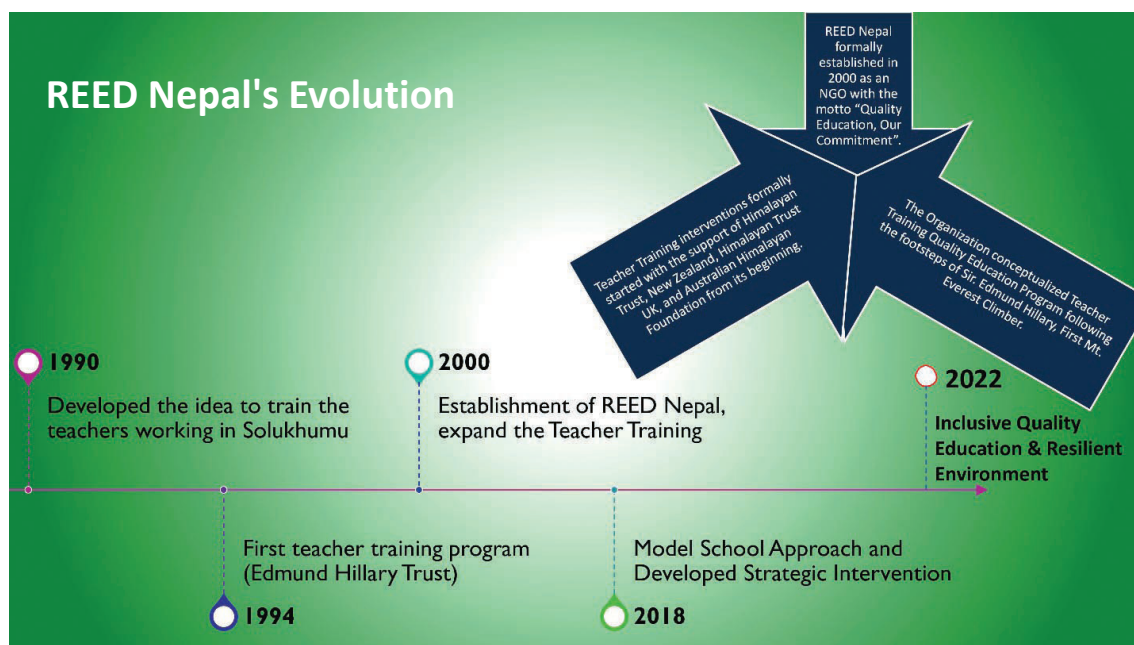 REED Nepal's Evolution
REED Nepal
formally
established in
2000 as an
NGO with the
motto “Quality
Education, Our
Commitment”.
Teacher Training interventions formally
started with the support of Himalayan
Trust, New Zealand, Himalayan Trust
UK, and Australian Himalayan
Foundation from its beginning.
The Organization conceptualized Teacher
Training Quality Education Program following
the footsteps of Sir. Edmund Hillary, First Mt.
Everest Climber.
1990
Developed the idea to train the
teachers working in Solukhumu
2000
Establishment of REED Nepal,
expand the Teacher Training
2022
Inclusive Quality
Education & Resilient
Environment
First teacher training program
(Edmund Hillary Trust)
1994
Model School Approach and
Developed Strategic Intervention
2018